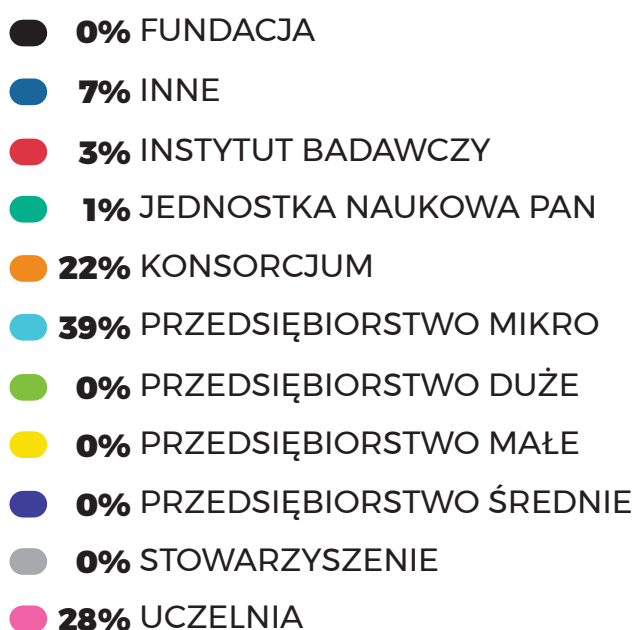 0% FUNDACJA
7% INNE
3% INSTYTUT BADAWCZY
1% JEDNOSTKA NAUKOWA PAN
22% KONSORCJUM
39% PRZEDSIĘBIORSTWO MIKRO
0% PRZEDSIĘBIORSTWO DUŻE
0% PRZEDSIĘBIORSTWO MAŁE
0% PRZEDSIĘBIORSTWO ŚREDNIE
0% STOWARZYSZENIE
28% UCZELNIA